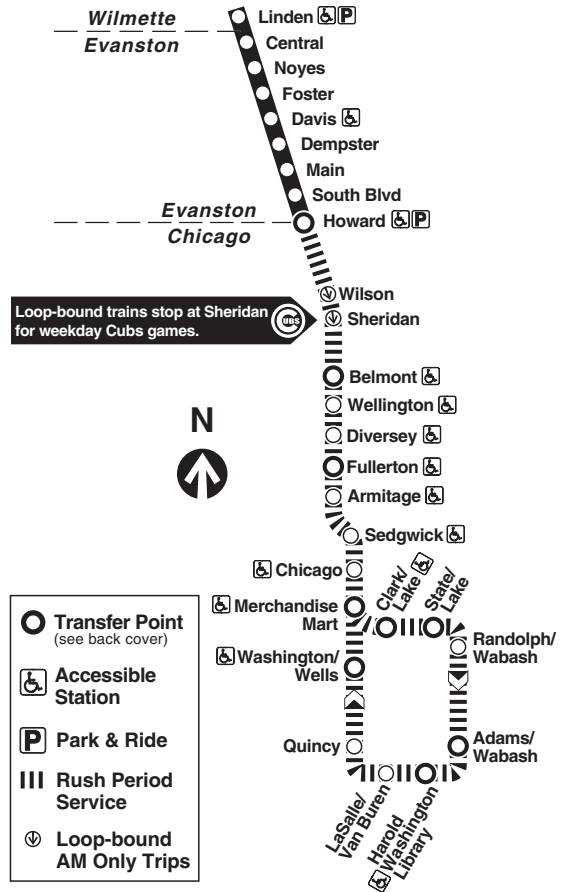 Wilmette
Evanston
Linden P
Central
Noyes
Foster
Davis
Dempster
Main
South Blvd
Evanston
Chicago
Howard P
Wilson
Loop-bound trains stop at Sheridan
for weekday Cubs games.
CUBS
Sheridan
Belmont
Wellington
N
Diversey
Fullerton
Armitage
Sedgwick
Chicago
Merchandise
Mart
Clark/
Lake
State/
Lake
Randolph/
Wabash
Washington/
Wells
Quincy
Adams/
Wabash
LaSalle/
Van Buren
Harold
Washington
Library
Transfer Point
(see back cover)
Accessible
Station
P Park & Ride
Rush Period
Service
Loop-bound
AM Only Trips